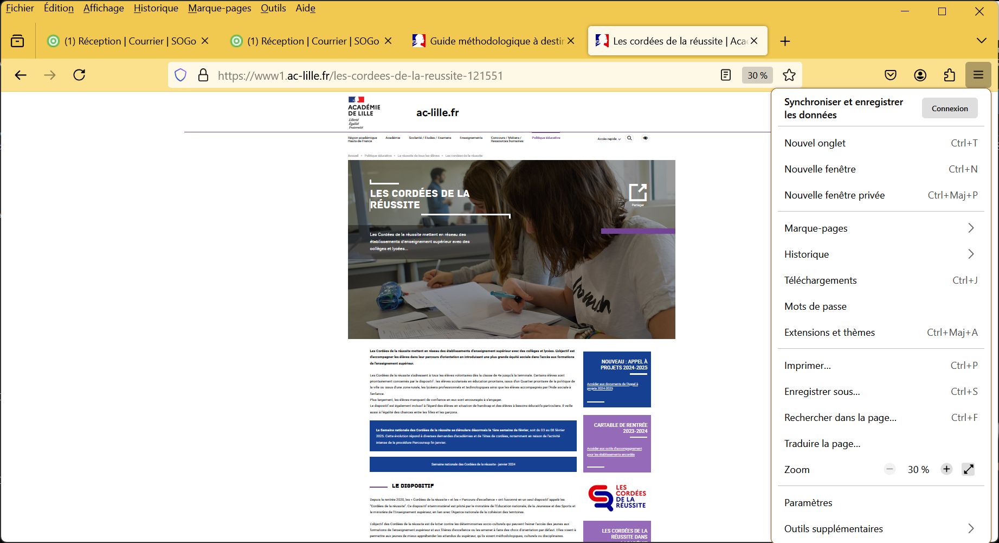 Fichier Édition Affichage Historique Marque-pages Outils Aide
(1) Réception | Courrier | SOGo
(1) Réception | Courrier | SOGo
Guide méthodologique à destin
Les cordées de la réussite | Aca
https://www1.ac-lille.fr/les-cordees-de-la-reussite-121551
30 %
ACADÉMIE
DE LILLE
Liberté
Égalité
Fraternité
ac-lille.fr
Région académique
Hauts-de-France
Académie
Scolarité / Études / Examens
Enseignements
Concours / Métiers /
Ressources humaines
Politique éducative
Accès rapide
Accueil > Politique éducative > La réussite de tous les élèves > Les cordées de la réussite
LES CORDÉES DE LA
RÉUSSITE
Partager
Les Cordées de la réussite mettent en réseau des
établissements d'enseignement supérieur avec des
collèges et lycées...
Les Cordées de la réussite mettent en réseau des établissements d'enseignement supérieur avec des collèges et lycées. L'objectif est
d'accompagner les élèves dans leur parcours d'orientation en introduisant une plus grande équité sociale dans l'accès aux formations
de l'enseignement supérieur.
Les Cordées de la réussite s'adressent à tous les élèves volontaires dès la classe de 4e jusqu'à la terminale. Certains élèves sont
prioritairement concernés par le dispositif : les élèves scolarisés en éducation prioritaire, issus d'un Quartier prioritaire de la politique de
la ville ou issus d'une zone rurale, les lycéens professionnels et technologiques ainsi que les élèves accompagnés par l'Aide sociale à
l'enfance.
Plus largement, les élèves manquant de confiance en eux sont encouragés à s'engager.
Le dispositif est également inclusif à l'égard des élèves en situation de handicap et des élèves à besoins éducatifs particuliers. Il veille
aussi à l'égalité des chances entre les filles et les garçons.
La Semaine nationale des Cordées de la réussite se déroulera désormais la 1ère semaine de février, soit du 03 au 08 février
2025. Cette évolution répond à diverses demandes d'académies et de Têtes de cordées, notamment en raison de l'activité
intense de la procédure Parcoursup fin janvier.
Semaine nationale des Cordées de la réussite - janvier 2024
LE DISPOSITIF
Depuis la rentrée 2020, les « Cordées de la réussite » et les « Parcours d'excellence » ont fusionné en un seul dispositif appelé les
"Cordées de la réussite". Ce dispositif interministériel est piloté par le ministère de l'Éducation nationale, de la Jeunesse et des Sports et
le ministère de l'Enseignement supérieur, en lien avec l'Agence nationale de la cohésion des territoires.
L'objectif des Cordées de la réussite est de lutter contre les déterminismes socio-culturels qui peuvent freiner l'accès des jeunes aux
formations de l'enseignement supérieur et aux filières d'excellence ou les amener à faire des choix d'orientation par défaut. Elles visent à
permettre aux jeunes de mieux appréhender les attendus du supérieur, qu'ils soient méthodologiques, culturels ou disciplinaires.
NOUVEAU : APPEL À
PROJETS 2024-2025
Accéder aux documents de l'Appel à
projets 2024-2025
CARTABLE DE RENTRÉE
2023-2024
Accéder aux outils d'accompagnement
pour les établissements encordés
LES
CORDÉES
DE LA
RÉUSSITE
LES CORDÉES DE LA
RÉUSSITE DANS
Synchroniser et enregistrer
les données
Connexion
Nouvel onglet Ctrl+T
Nouvelle fenêtre Ctrl+N
Nouvelle fenêtre privée Ctrl+Maj+P
Marque-pages
Historique
Téléchargements Ctrl+J
Mots de passe
Extensions et thèmes Ctrl+Maj+A
Imprimer... Ctrl+P
Enregistrer sous... Ctrl+S
Rechercher dans la page... Ctrl+F
Traduire la page...
Zoom 30 %
Paramètres
Outils supplémentaires